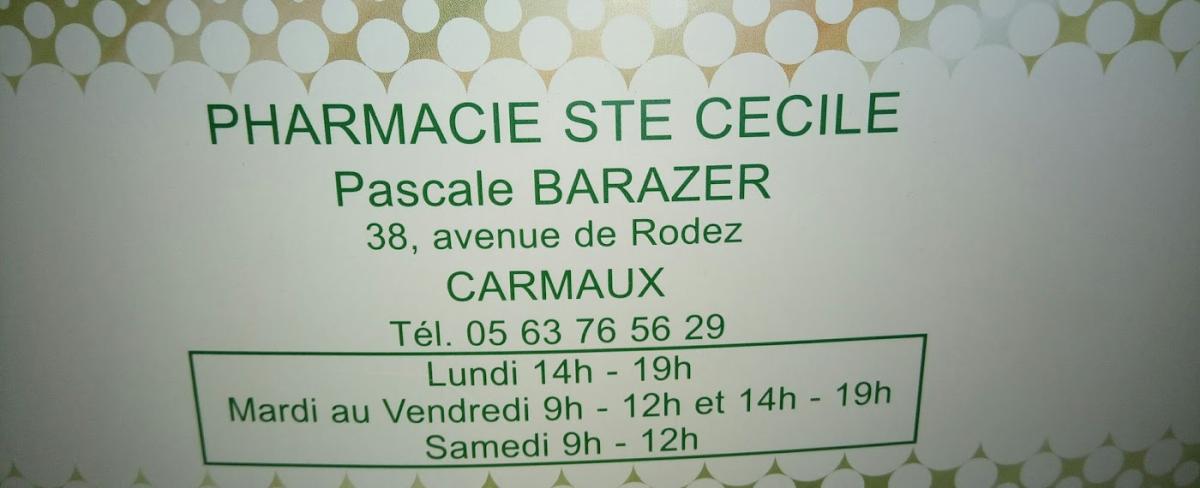 PHARMACIE STE CECILE
Pascale BARAZER
38, avenue de Rodez
CARMAUX
Tél. 05 63 76 56 29
Lundi 14h - 19h
Mardi au Vendredi 9h - 12h et 14h - 19h
Samedi 9h - 12h